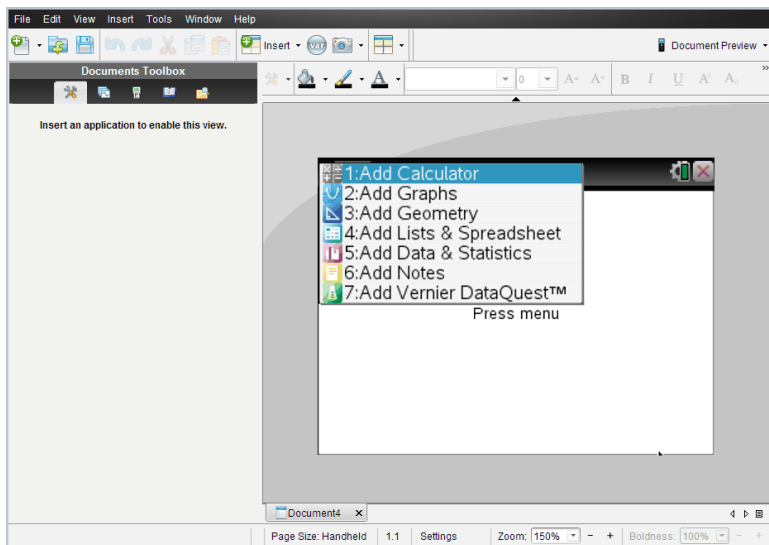 File Edit View Insert Tools Window Help
Insert var Document Preview
Documents Toolbox
0 A+ A+ B I U
Insert an application to enable this view.
1:Add Calculator
2:Add Graphs
3:Add Geometry
4:Add Lists & Spreadsheet
5:Add Data & Statistics
6:Add Notes
7:Add Vernier DataQuest™
Press menu
Document4
Page Size: Handheld 1.1 Settings Zoom: 150% - + Boldness: 100% - +